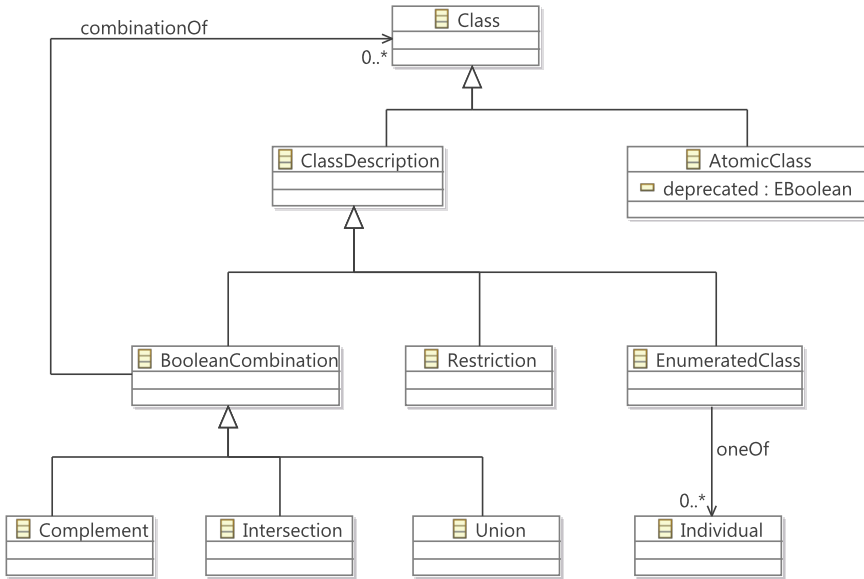 Class
combinationOf
0..*
ClassDescription
AtomicClass
deprecated : EBoolean
BooleanCombination
Restriction
EnumeratedClass
oneOf
0..*
Complement
Intersection
Union
Individual